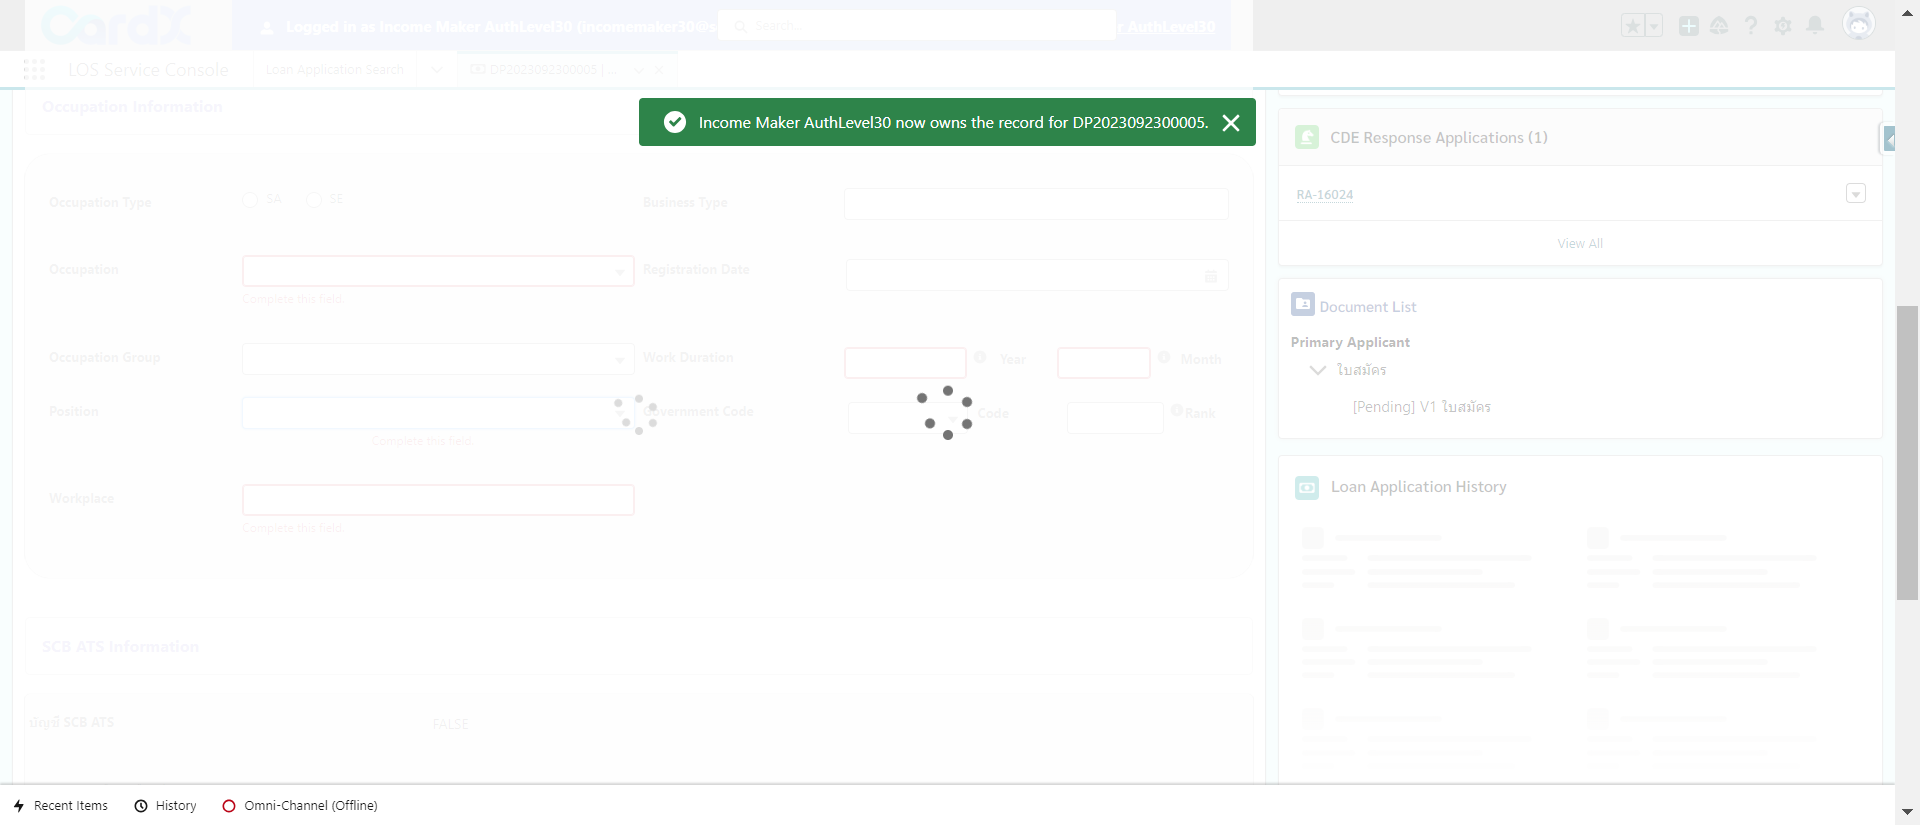 CardX
Logged in as Income Maker AuthLevel30 (incomemaker30@s
Search...
r AuthLevel30
LOS Service Console
Loan Application Search
DP2023092300005 | ...
Occupation Information
Income Maker AuthLevel30 now owns the record for DP2023092300005.
Occupation Type
SA
SE
Business Type
Occupation
Complete this field.
Registration Date
Occupation Group
Work Duration
Year
Month
Position
Complete this field.
Government Code
Code
Rank
Workplace
Complete this field.
SCB ATS Information
บัญชี SCB ATS
FALSE
CDE Response Applications (1)
RA-16024
View All
Document List
Primary Applicant
ใบสมัคร
[Pending] V1 ใบสมัคร
Loan Application History
Recent Items
History
Omni-Channel (Offline)